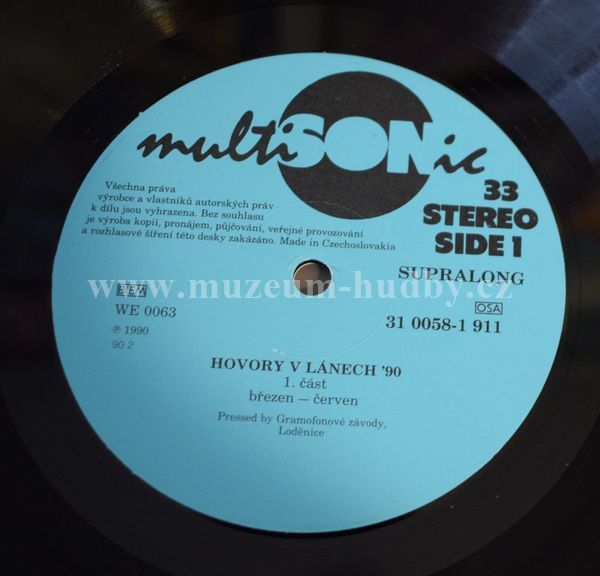 multiSONic
33
STEREO
SIDE 1
Všechna práva
výrobce a vlastníků autorských práv
k dílu jsou vyhrazena. Bez souhlasu
je výroba kopií, pronájem, půjčování, veřejné provozování
a rozhlasové šíření této desky zakázáno. Made in Czechoslovakia
SUPRALONG
www.muzeum-hudby.cz
STEM
OSA
WE 0063
31 0058-1 911
℗ 1990
90 2
HOVORY V LÁNECH '90
1. část
březen – červen
Pressed by Gramofonové závody,
Loděnice